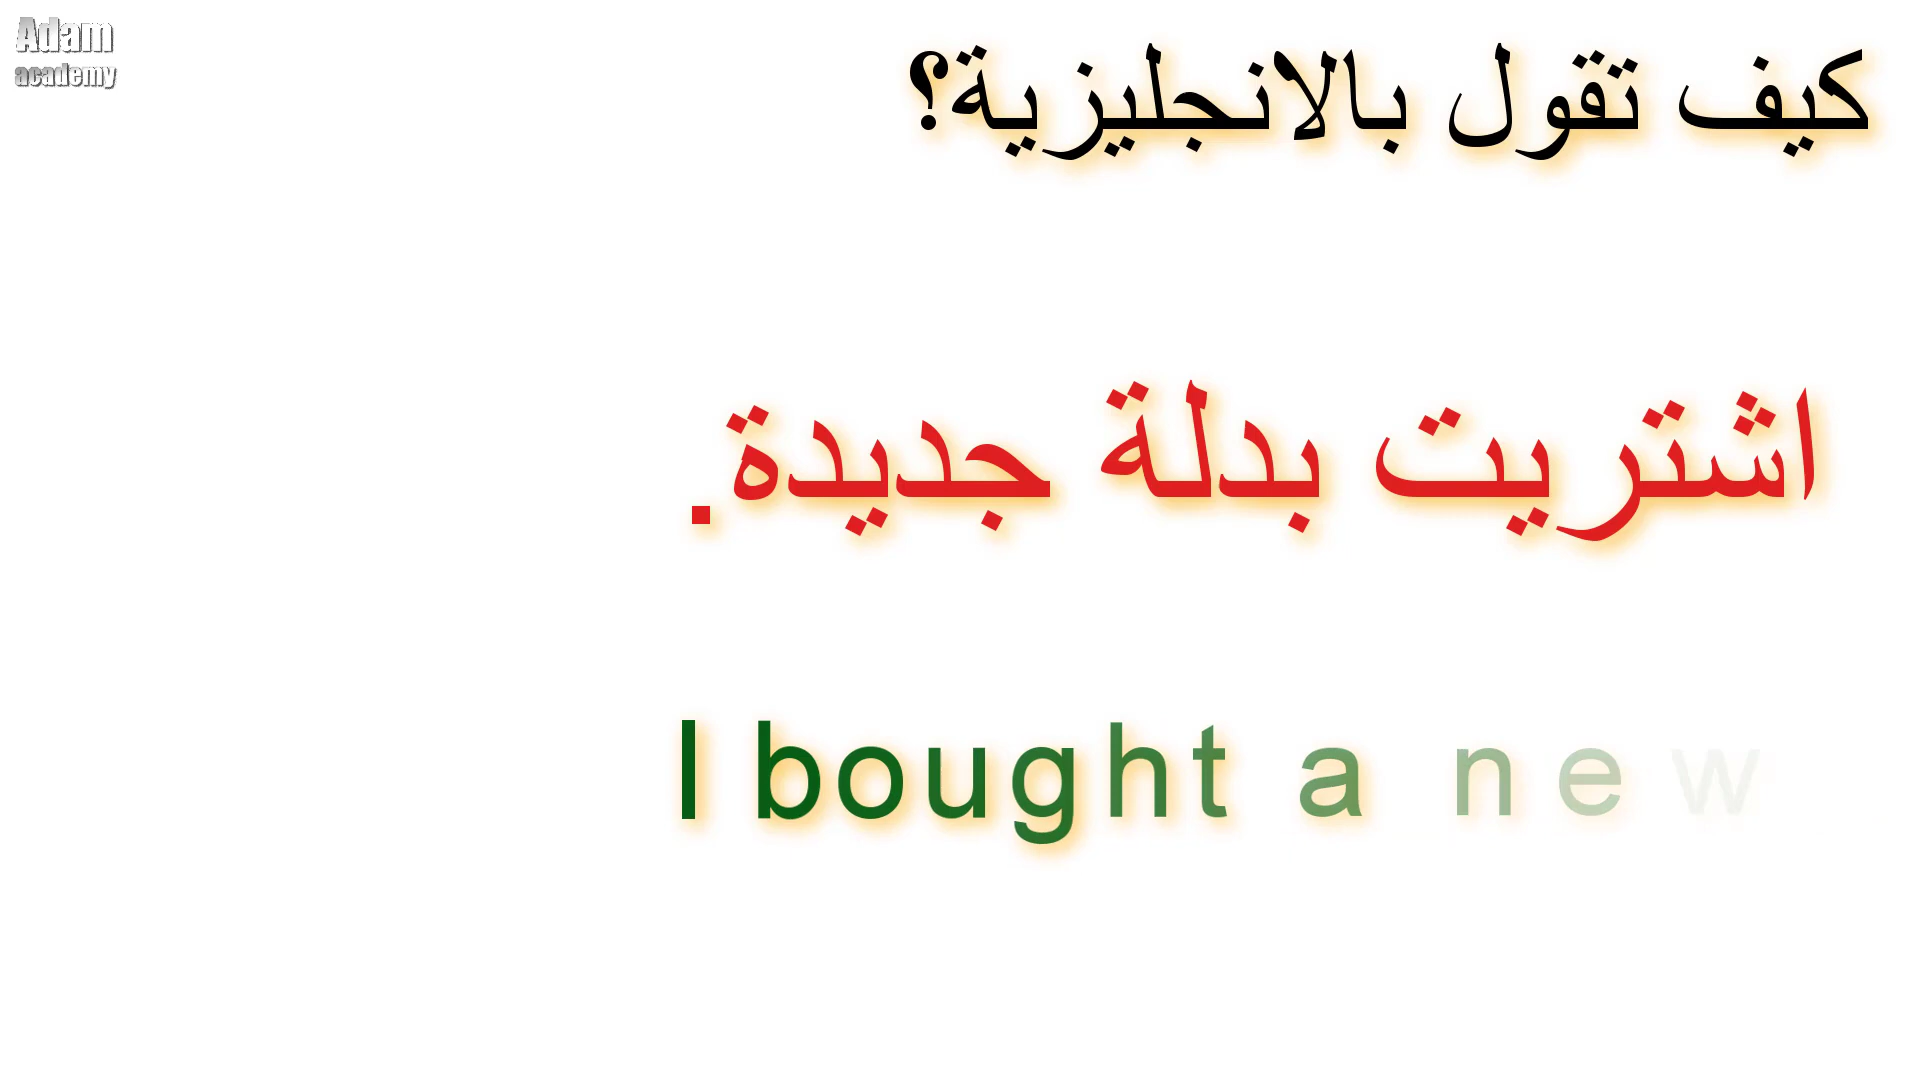 Adam
academy
كيف تقول بالانجليزية؟
اشتريت بدلة جديدة.
I bought a new